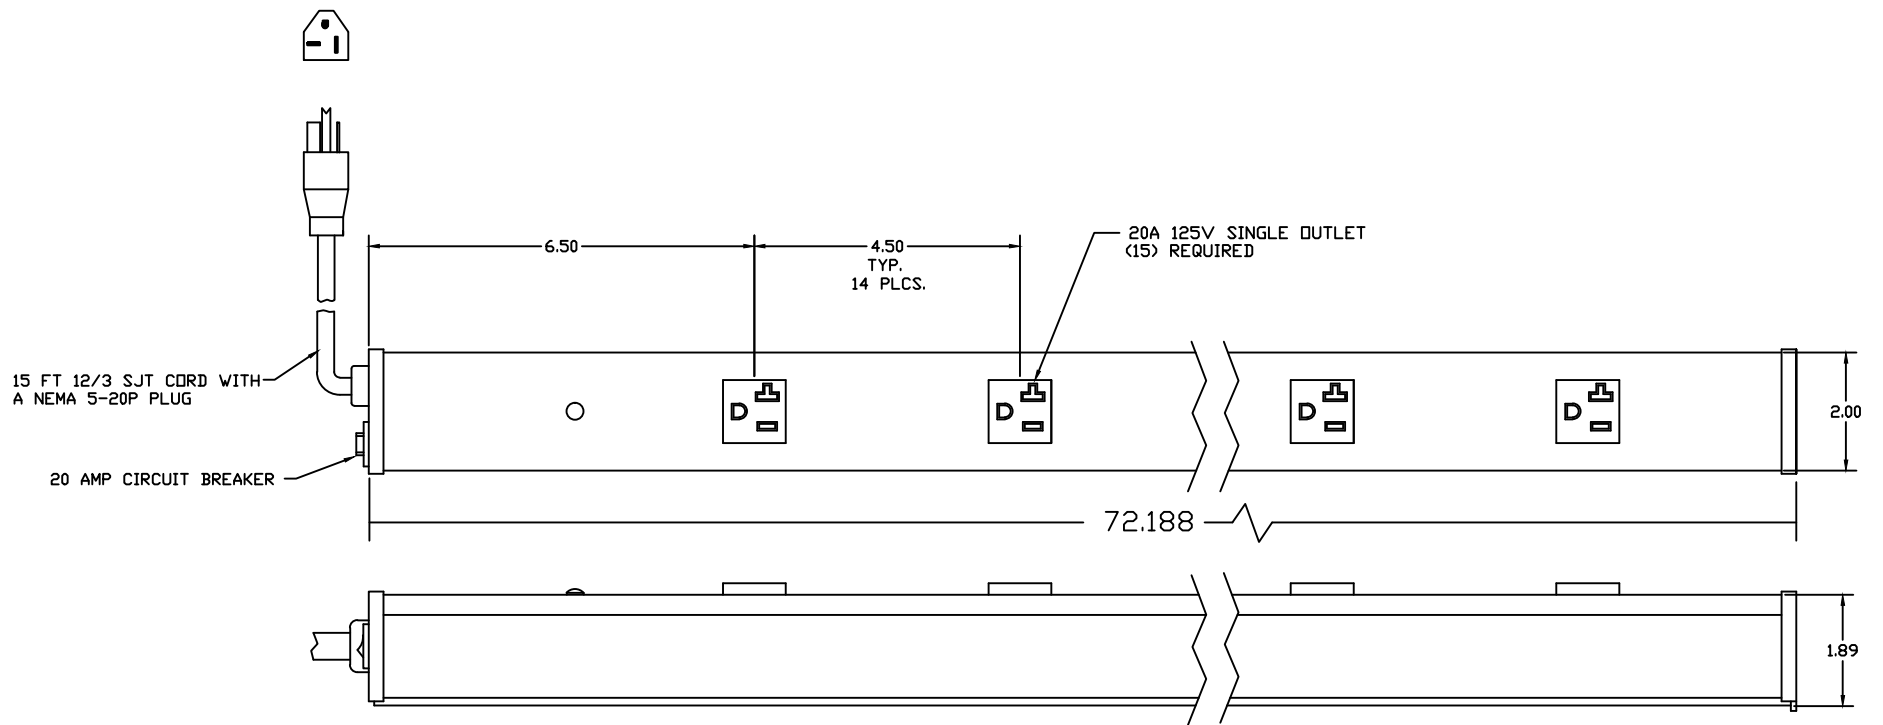 6.50
4.50
TYP.
14 PLCS.
20A 125V SINGLE OUTLET
(15) REQUIRED
15 FT 12/3 SJT CORD WITH
A NEMA 5-20P PLUG
20 AMP CIRCUIT BREAKER
2.00
72.188
1.89